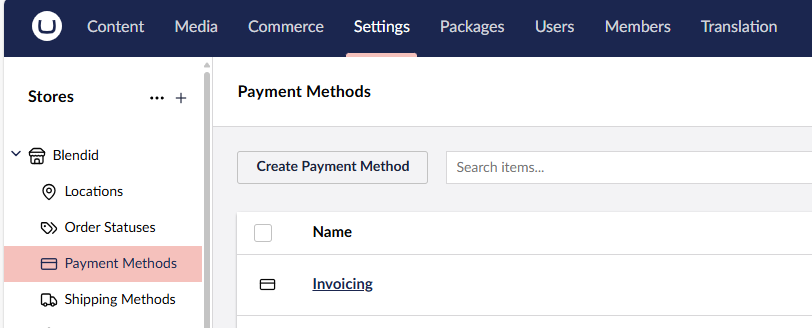 Content Media Commerce Settings Packages Users Members Translation
Stores
Blendid
Locations
Order Statuses
Payment Methods
Shipping Methods
Payment Methods
Create Payment Method
Search items...
Name
Invoicing